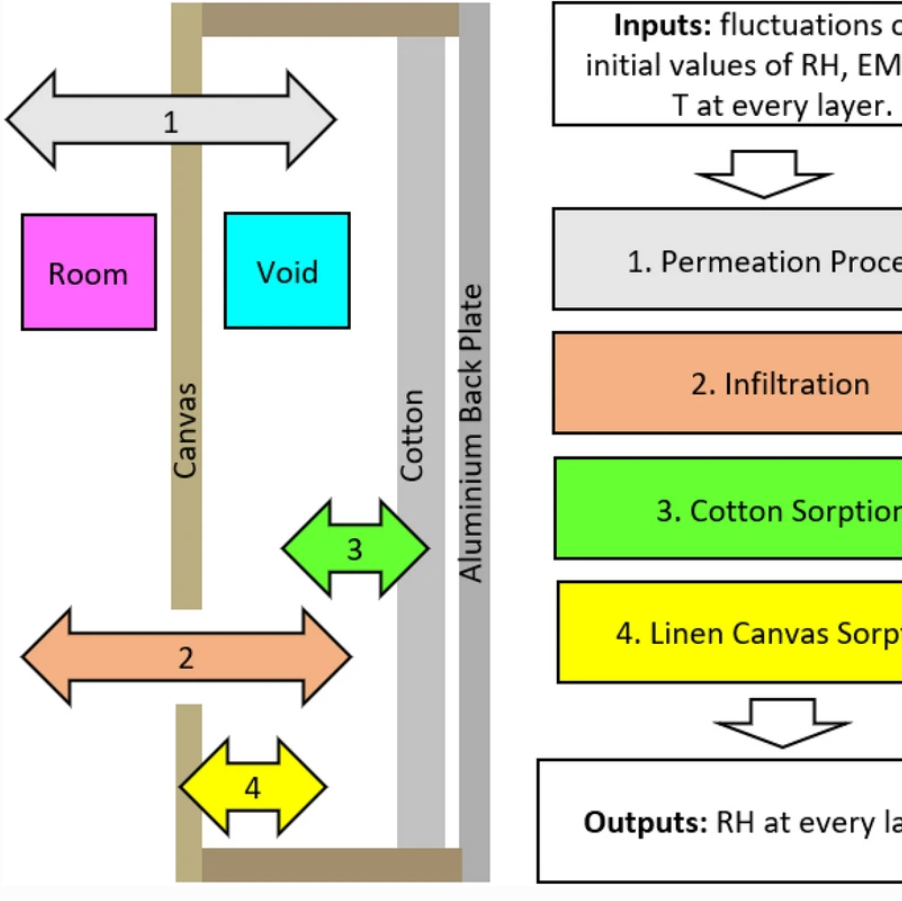 1
Room
Void
Canvas
Cotton
Aluminium Back Plate
3
2
4
Inputs: fluctuations
initial values of RH, EM
T at every layer.
1. Permeation Proce
2. Infiltration
3. Cotton Sorption
4. Linen Canvas Sorp
Outputs: RH at every la